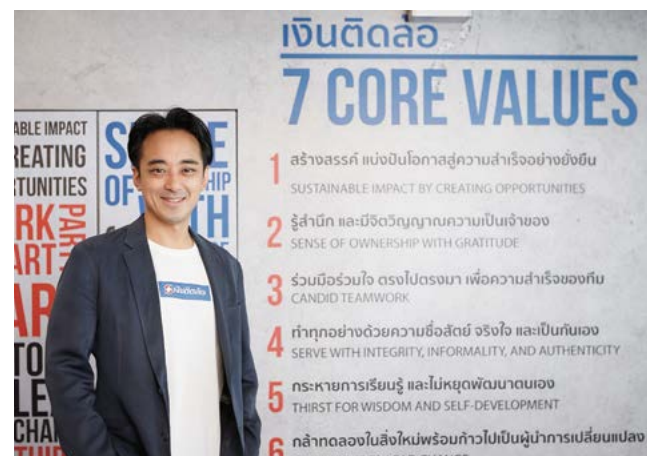 เงินติดล้อ
7 CORE VALUES
1 สร้างสรรค์ แบ่งปันโอกาสสู่ความสำเร็จอย่างยั่งยืน
SUSTAINABLE IMPACT BY CREATING OPPORTUNITIES
2 รู้สำนึก และมีจิตวิญญาณความเป็นเจ้าของ
SENSE OF OWNERSHIP WITH GRATITUDE
3 ร่วมมือร่วมใจ ตรงไปตรงมา เพื่อความสำเร็จของทีม
CANDID TEAMWORK
4 ทำทุกอย่างด้วยความซื่อสัตย์ จริงใจ และเป็นกันเอง
SERVE WITH INTEGRITY, INFORMALITY, AND AUTHENTICITY
5 กระหายการเรียนรู้ และไม่หยุดพัฒนาตนเอง
THIRST FOR WISDOM AND SELF-DEVELOPMENT
6 กล้าทดลองในสิ่งใหม่พร้อมก้าวไปเป็นผู้นำการเปลี่ยนแปลง
ABLE IMPACT
REATING
RTUNITIES
OF
HIP
เงินติดล้อ